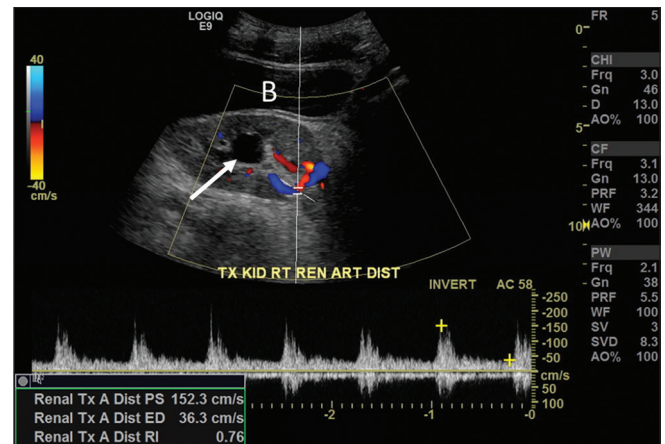 LOGIQ
E9
FR 5
0
40
B
CHI
Frq 3.0
Gn 46
D 13.0
AO% 100
5
-40
cm/s
CF
Frq 3.1
Gn 13.0
PRF 3.2
WF 344
AO% 100
10
TX KID RT REN ART DIST
PW
Frq 2.1
Gn 38
PRF 5.5
WF 100
SV 3
SVD 8.3
AO% 100
INVERT AC 58
-250
-200
-150
-100
-50
cm/s
50
100
-2
-1
-0
Renal Tx A Dist PS 152.3 cm/s
Renal Tx A Dist ED 36.3 cm/s
Renal Tx A Dist RI 0.76